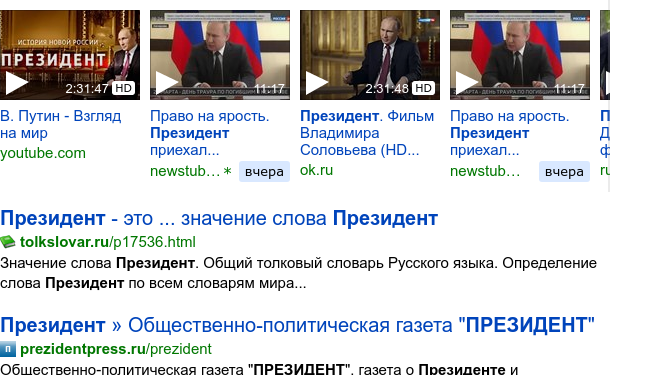 ИСТОРИЯ НОВОЙ РОССИИ
ПРЕЗИДЕНТ
2:31:47 HD
11:17
2:31:48 HD
11:17
В. Путин - Взгляд
на мир
youtube.com
Право на ярость.
Президент
приехал...
newstub…* вчера
Президент. Фильм
Владимира
Соловьева (HD...
ok.ru
Право на ярость.
Президент
приехал...
newstub… вчера
П
Д
ф
ru
Президент - это ... значение слова Президент
tolkslovar.ru/p17536.html
Значение слова Президент. Общий толковый словарь Русского языка. Определение
слова Президент по всем словарям мира...
Президент » Общественно-политическая газета "ПРЕЗИДЕНТ"
п prezidentpress.ru/prezident
Общественно-политическая газета "ПРЕЗИДЕНТ". газета о Президенте и